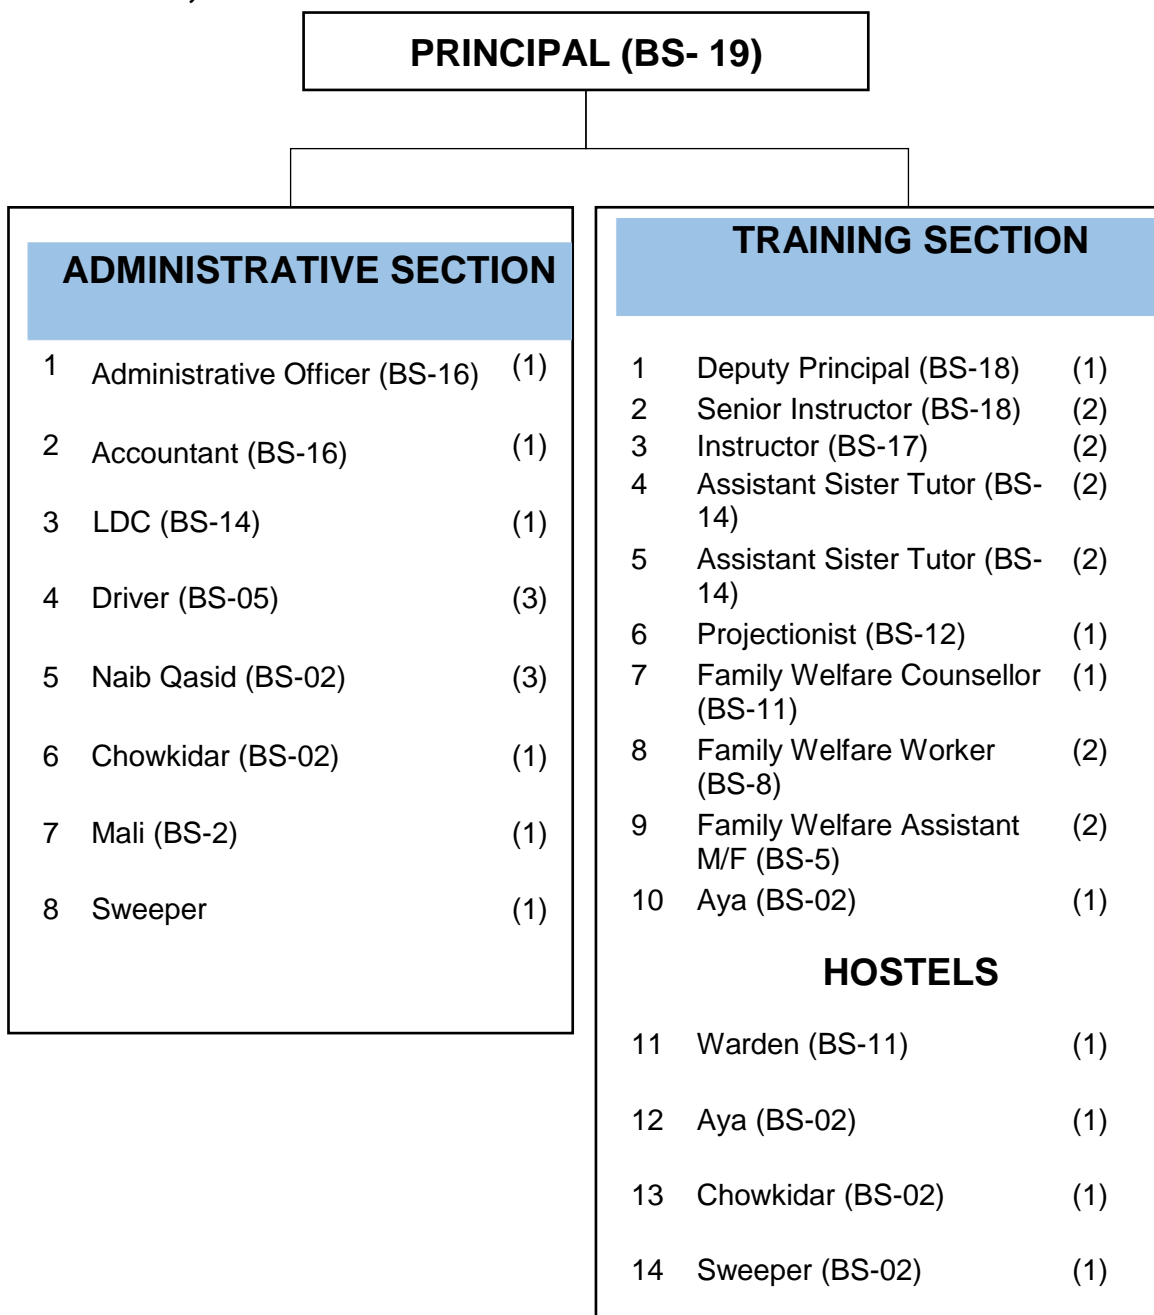 PRINCIPAL (BS- 19)
ADMINISTRATIVE SECTION
1 Administrative Officer (BS-16) (1)
2 Accountant (BS-16) (1)
3 LDC (BS-14) (1)
4 Driver (BS-05) (3)
5 Naib Qasid (BS-02) (3)
6 Chowkidar (BS-02) (1)
7 Mali (BS-2) (1)
8 Sweeper (1)
TRAINING SECTION
1 Deputy Principal (BS-18) (1)
2 Senior Instructor (BS-18) (2)
3 Instructor (BS-17) (2)
4 Assistant Sister Tutor (BS- (2)
14)
5 Assistant Sister Tutor (BS- (2)
14)
6 Projectionist (BS-12) (1)
7 Family Welfare Counsellor (1)
(BS-11)
8 Family Welfare Worker (2)
(BS-8)
9 Family Welfare Assistant (2)
M/F (BS-5)
10 Aya (BS-02) (1)
HOSTELS
11 Warden (BS-11) (1)
12 Aya (BS-02) (1)
13 Chowkidar (BS-02) (1)
14 Sweeper (BS-02) (1)